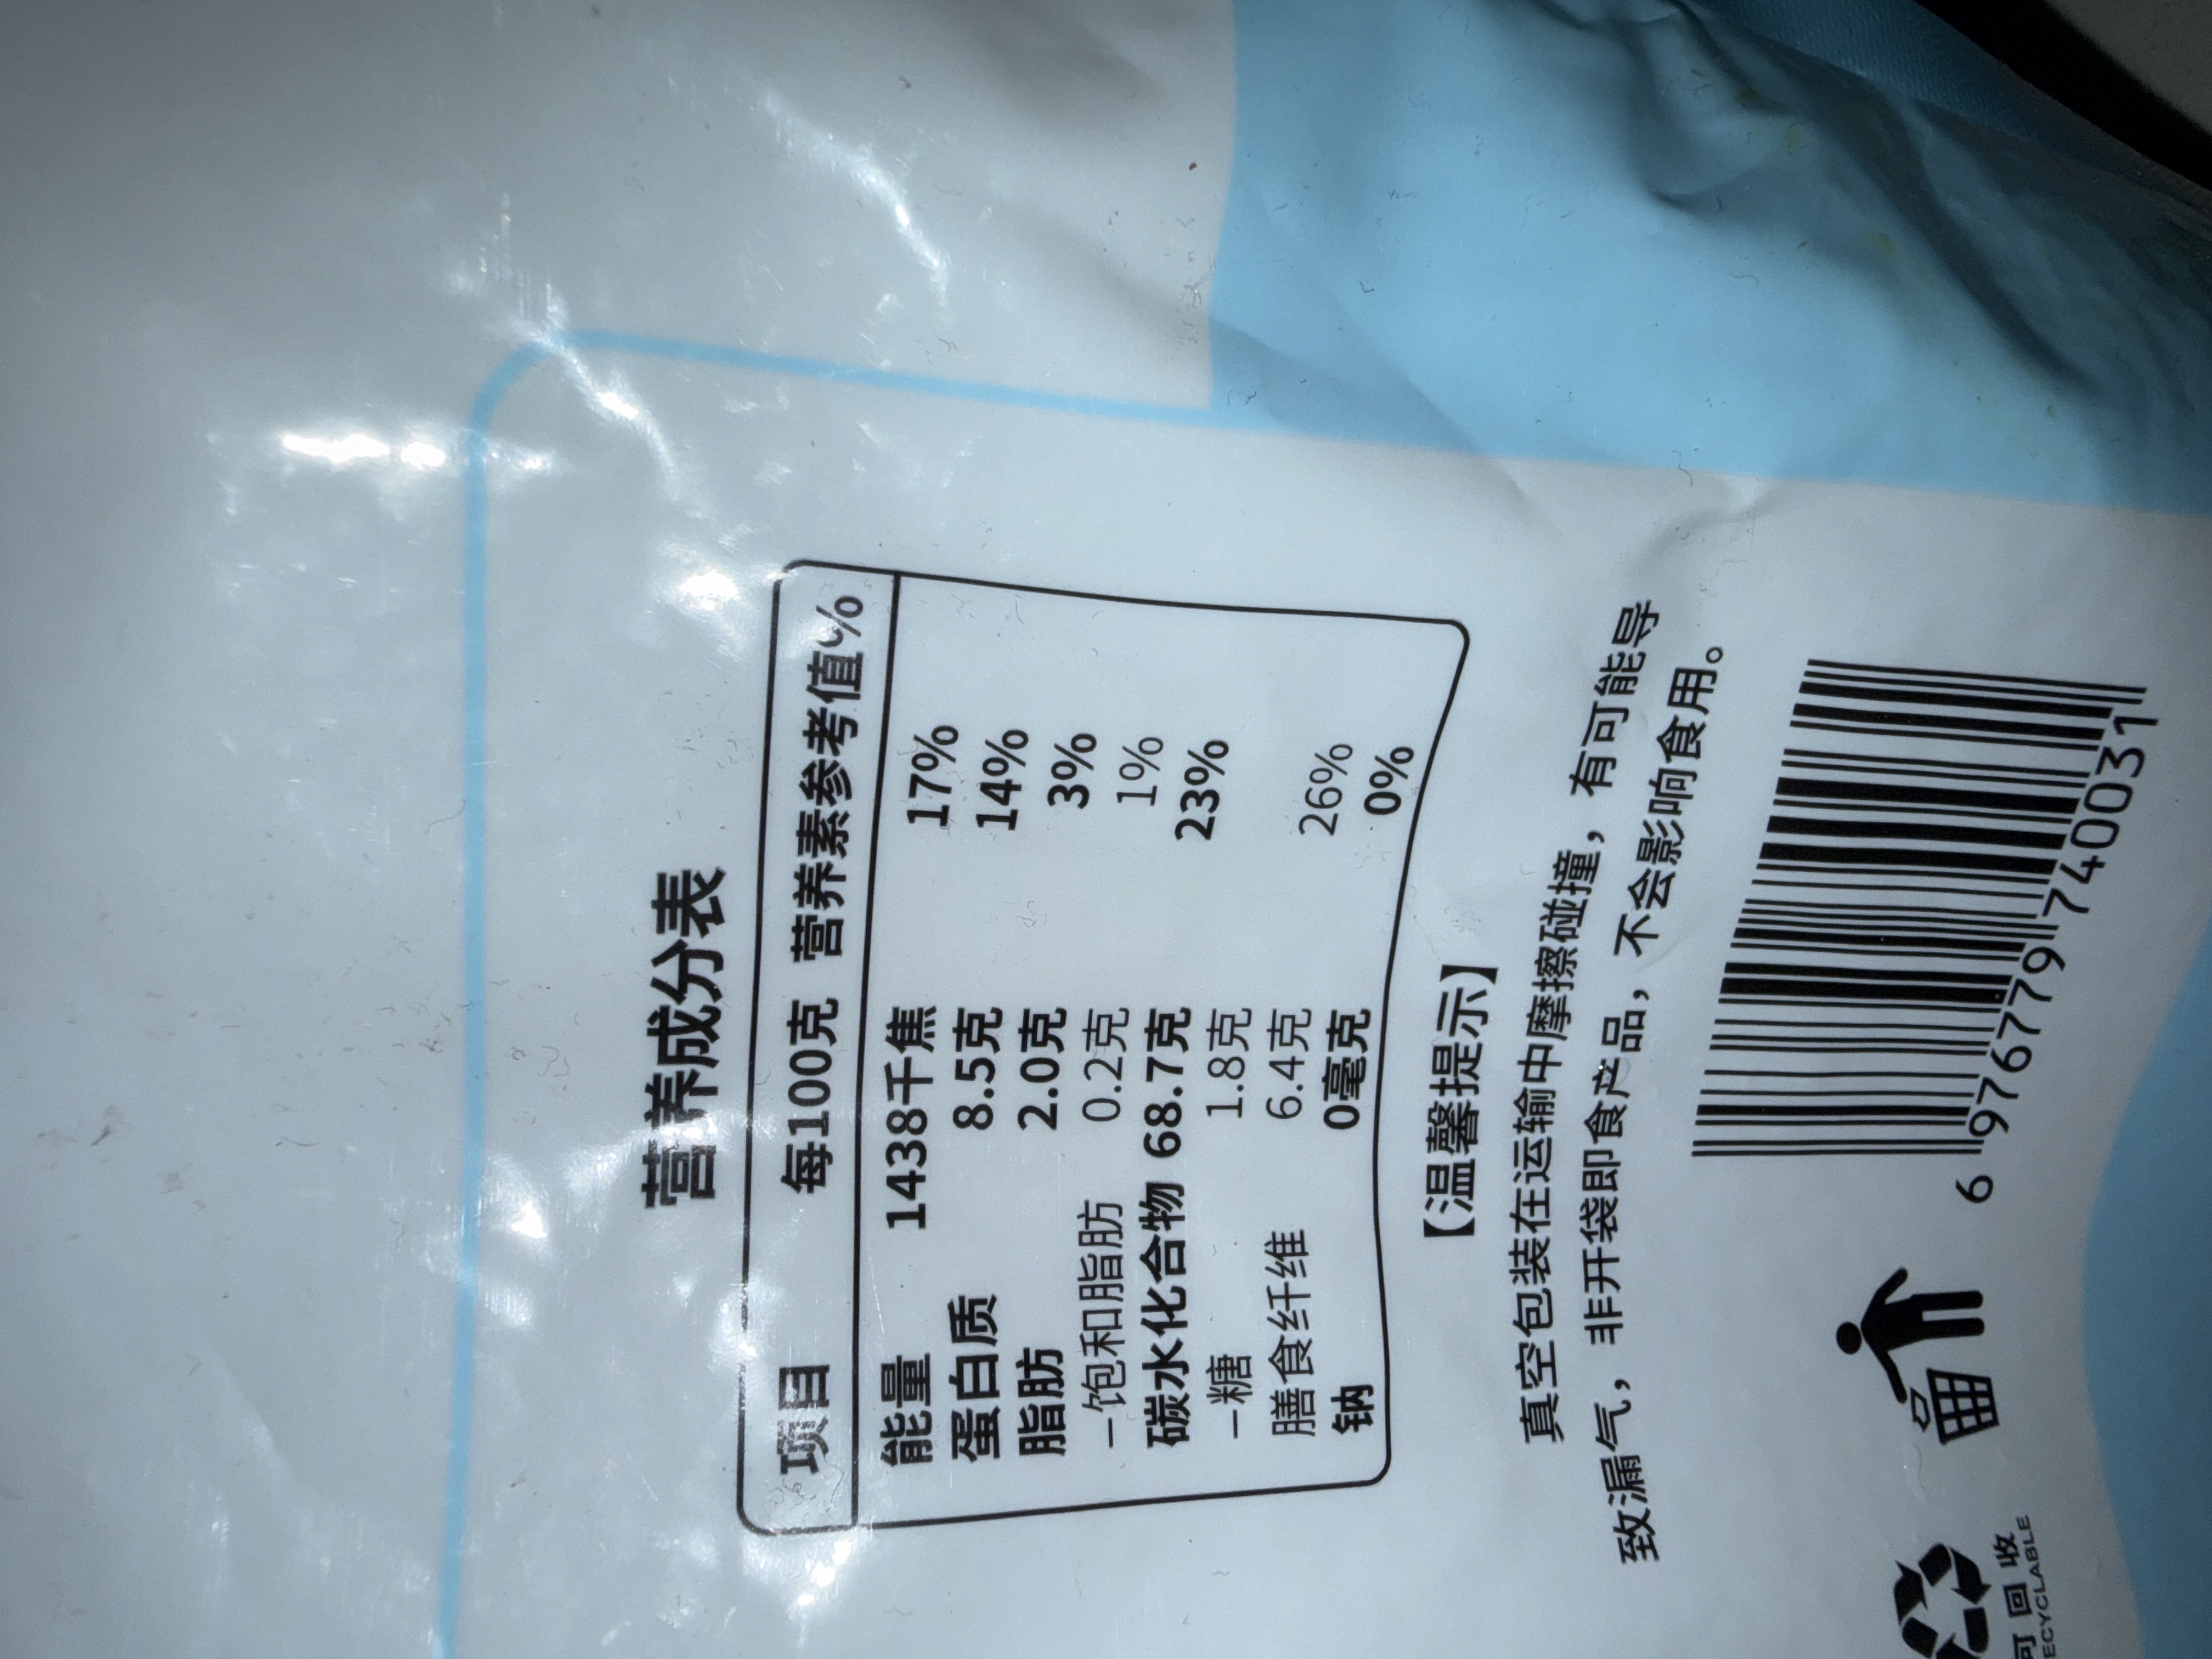 营养成分表
项目 每100克 营养素参考值%
能量 1438千焦 17%
蛋白质 8.5克 14%
脂肪 2.0克 3%
–饱和脂肪 0.2克 1%
碳水化合物 68.7克 23%
–糖 1.8克
膳食纤维 6.4克 26%
钠 0毫克 0%
【温馨提示】
真空包装在运输中摩擦碰撞，有可能导
致漏气，非开袋即食产品，不会影响食用。
可回收
ECYCLABLE
6 976779 740031